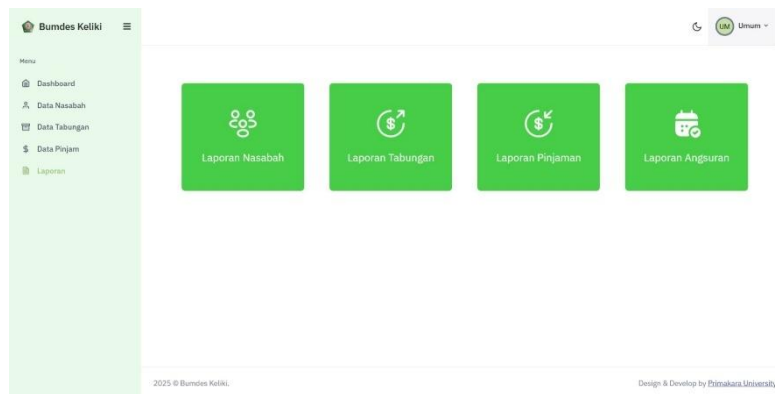 Bumdes Keliki
UM Umum
Menu
Dashboard
Data Nasabah
Data Tabungan
Data Pinjam
Laporan
Laporan Nasabah
Laporan Tabungan
Laporan Pinjaman
Laporan Angsuran
2025 © Bumdes Keliki.
Design & Develop by Primakara University